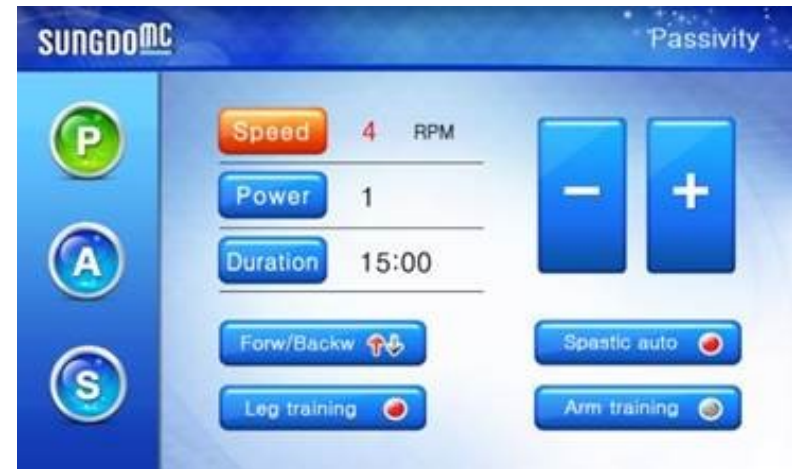 SUNGDO MC
Passivity
P
Speed 4 RPM
Power 1
A
Duration 15:00
S
Forw/Backw
Spastic auto
Leg training
Arm training
− +